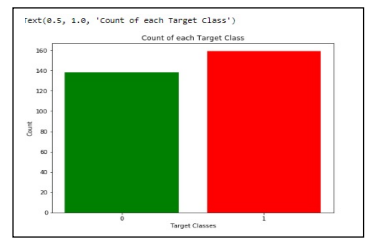 Text(0.5, 1.0, 'Count of each Target Class')
Count of each Target Class
160
140
120
100
80
60
40
20
0
Count
0
1
Target Classes